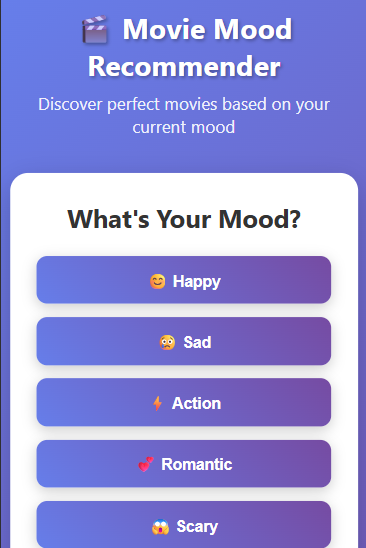 🎬 Movie Mood
Recommender
Discover perfect movies based on your
current mood
What's Your Mood?
😊 Happy
😢 Sad
⚡ Action
💕 Romantic
😱 Scary